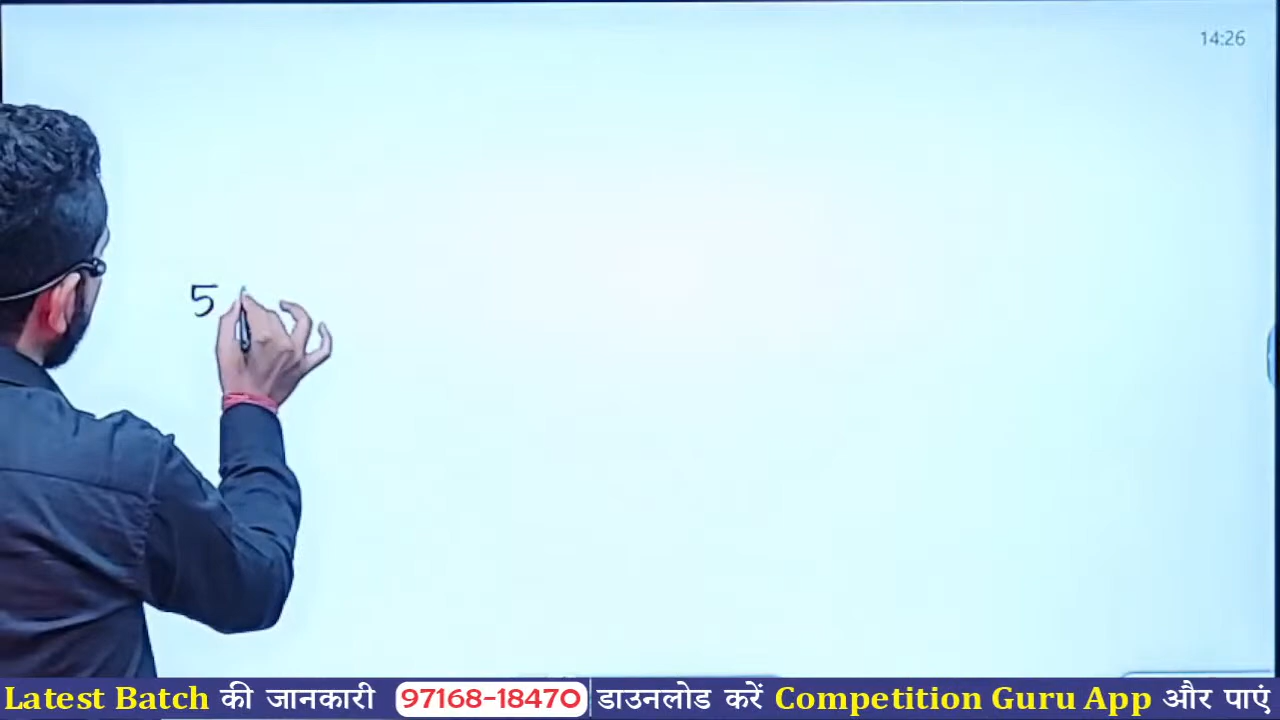 14:26
5
Latest Batch की जानकारी 97168-18470 डाउनलोड करें Competition Guru App और पाएं